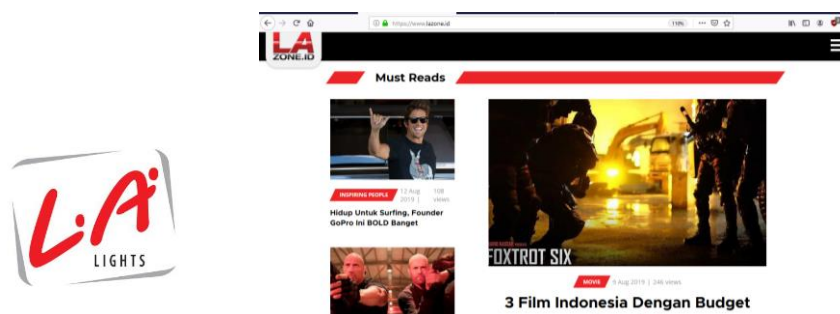 L.A
LIGHTS
https://www.lazone.id
110%
LA
ZONE.ID
Must Reads
INSPIRING PEOPLE
12 Aug 2019 |
108 views
Hidup Untuk Surfing, Founder
GoPro Ini BOLD Banget
FOXTROT SIX
MOVIE 9 Aug 2019 | 246 views
3 Film Indonesia Dengan Budget